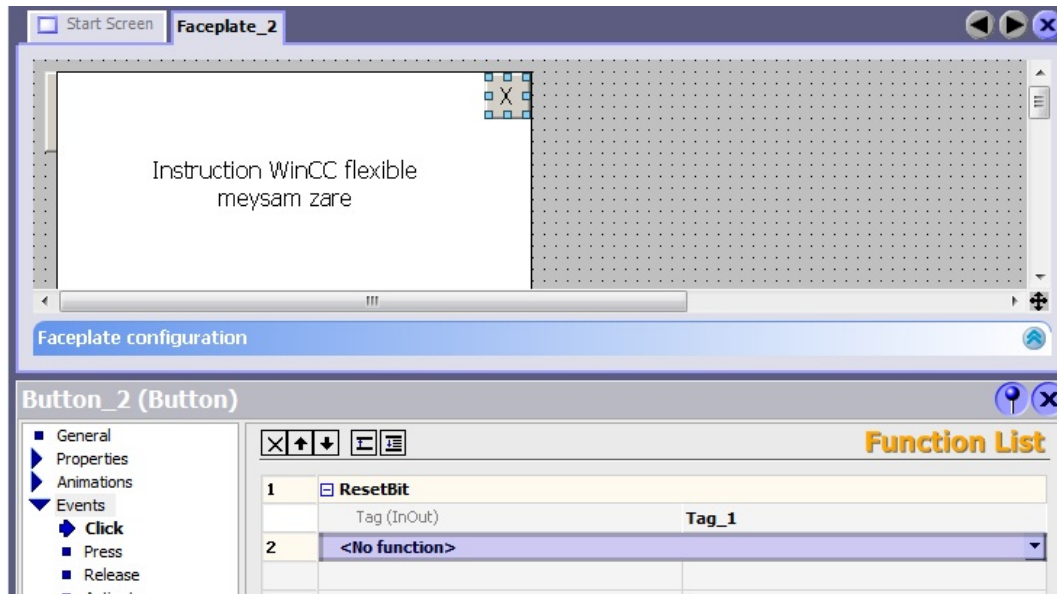 Start Screen
Faceplate_2
X
Instruction WinCC flexible
meysam zare
Faceplate configuration
Button_2 (Button)
General
Properties
Animations
Events
Click
Press
Release
Function List
1 ResetBit
Tag (InOut) Tag_1
2 <No function>